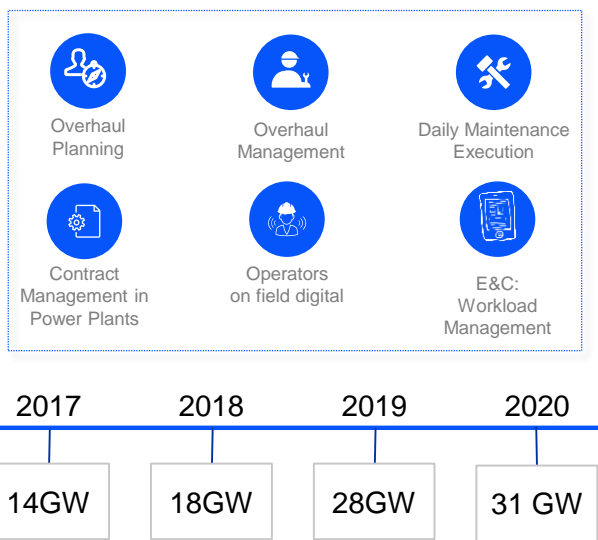 Overhaul
Planning
Overhaul
Management
Daily Maintenance
Execution
Contract
Management in
Power Plants
Operators
on field digital
E&C:
Workload
Management
2017
2018
2019
2020
14GW
18GW
28GW
31 GW